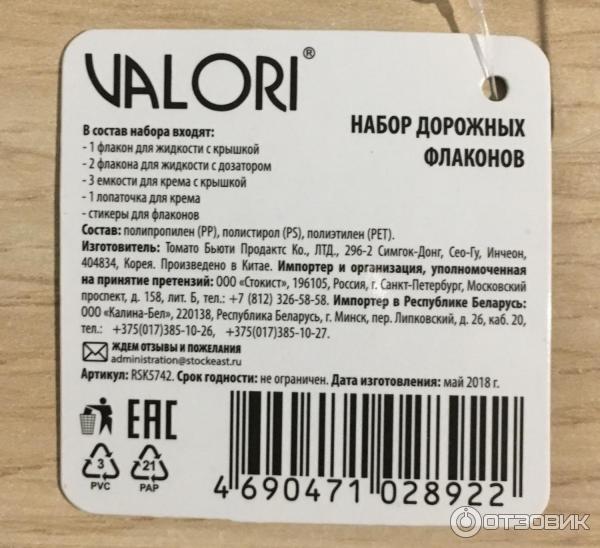 VALORI®
НАБОР ДОРОЖНЫХ
ФЛАКОНОВ
В состав набора входят:
- 1 флакон для жидкости с крышкой
- 2 флакона для жидкости с дозатором
- 3 емкости для крема с крышкой
- 1 лопаточка для крема
- стикеры для флаконов
Состав: полипропилен (PP), полистирол (PS), полиэтилен (PET).
Изготовитель: Томато Бьюти Продактс Ко., ЛТД., 296-2 Симгок-Донг, Сео-Гу, Инчеон,
404834, Корея. Произведено в Китае. Импортер и организация, уполномоченная
на принятие претензий: ООО «Стокист», 196105, Россия, г. Санкт-Петербург, Московский
проспект, д. 158, лит. Б, тел.: +7 (812) 326-58-58. Импортер в Республике Беларусь:
ООО «Калина-Бел», 220138, Республика Беларусь, г. Минск, пер. Липковский, д. 26, каб. 20,
тел.: +375(017)385-10-26, +375(017)385-10-27.
ЖДЕМ ОТЗЫВЫ И ПОЖЕЛАНИЯ
administration@stockeast.ru
Артикул: RSK5742. Срок годности: не ограничен. Дата изготовления: май 2018 г.
EAC
3
PVC
21
PAP
4 690471 028922
ОТЗОВИК